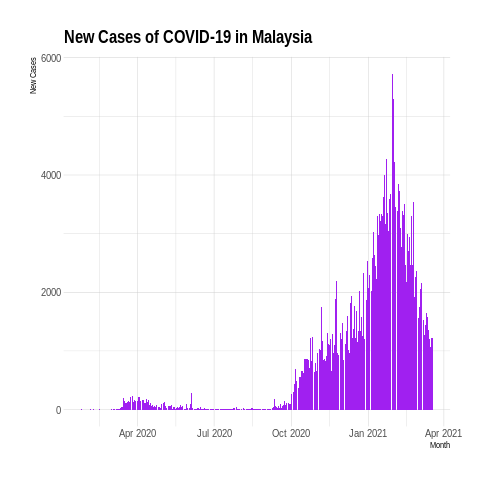 New Cases of COVID-19 in Malaysia
New Cases
6000
4000
2000
0
Apr 2020
Jul 2020
Oct 2020
Jan 2021
Apr 2021
Month